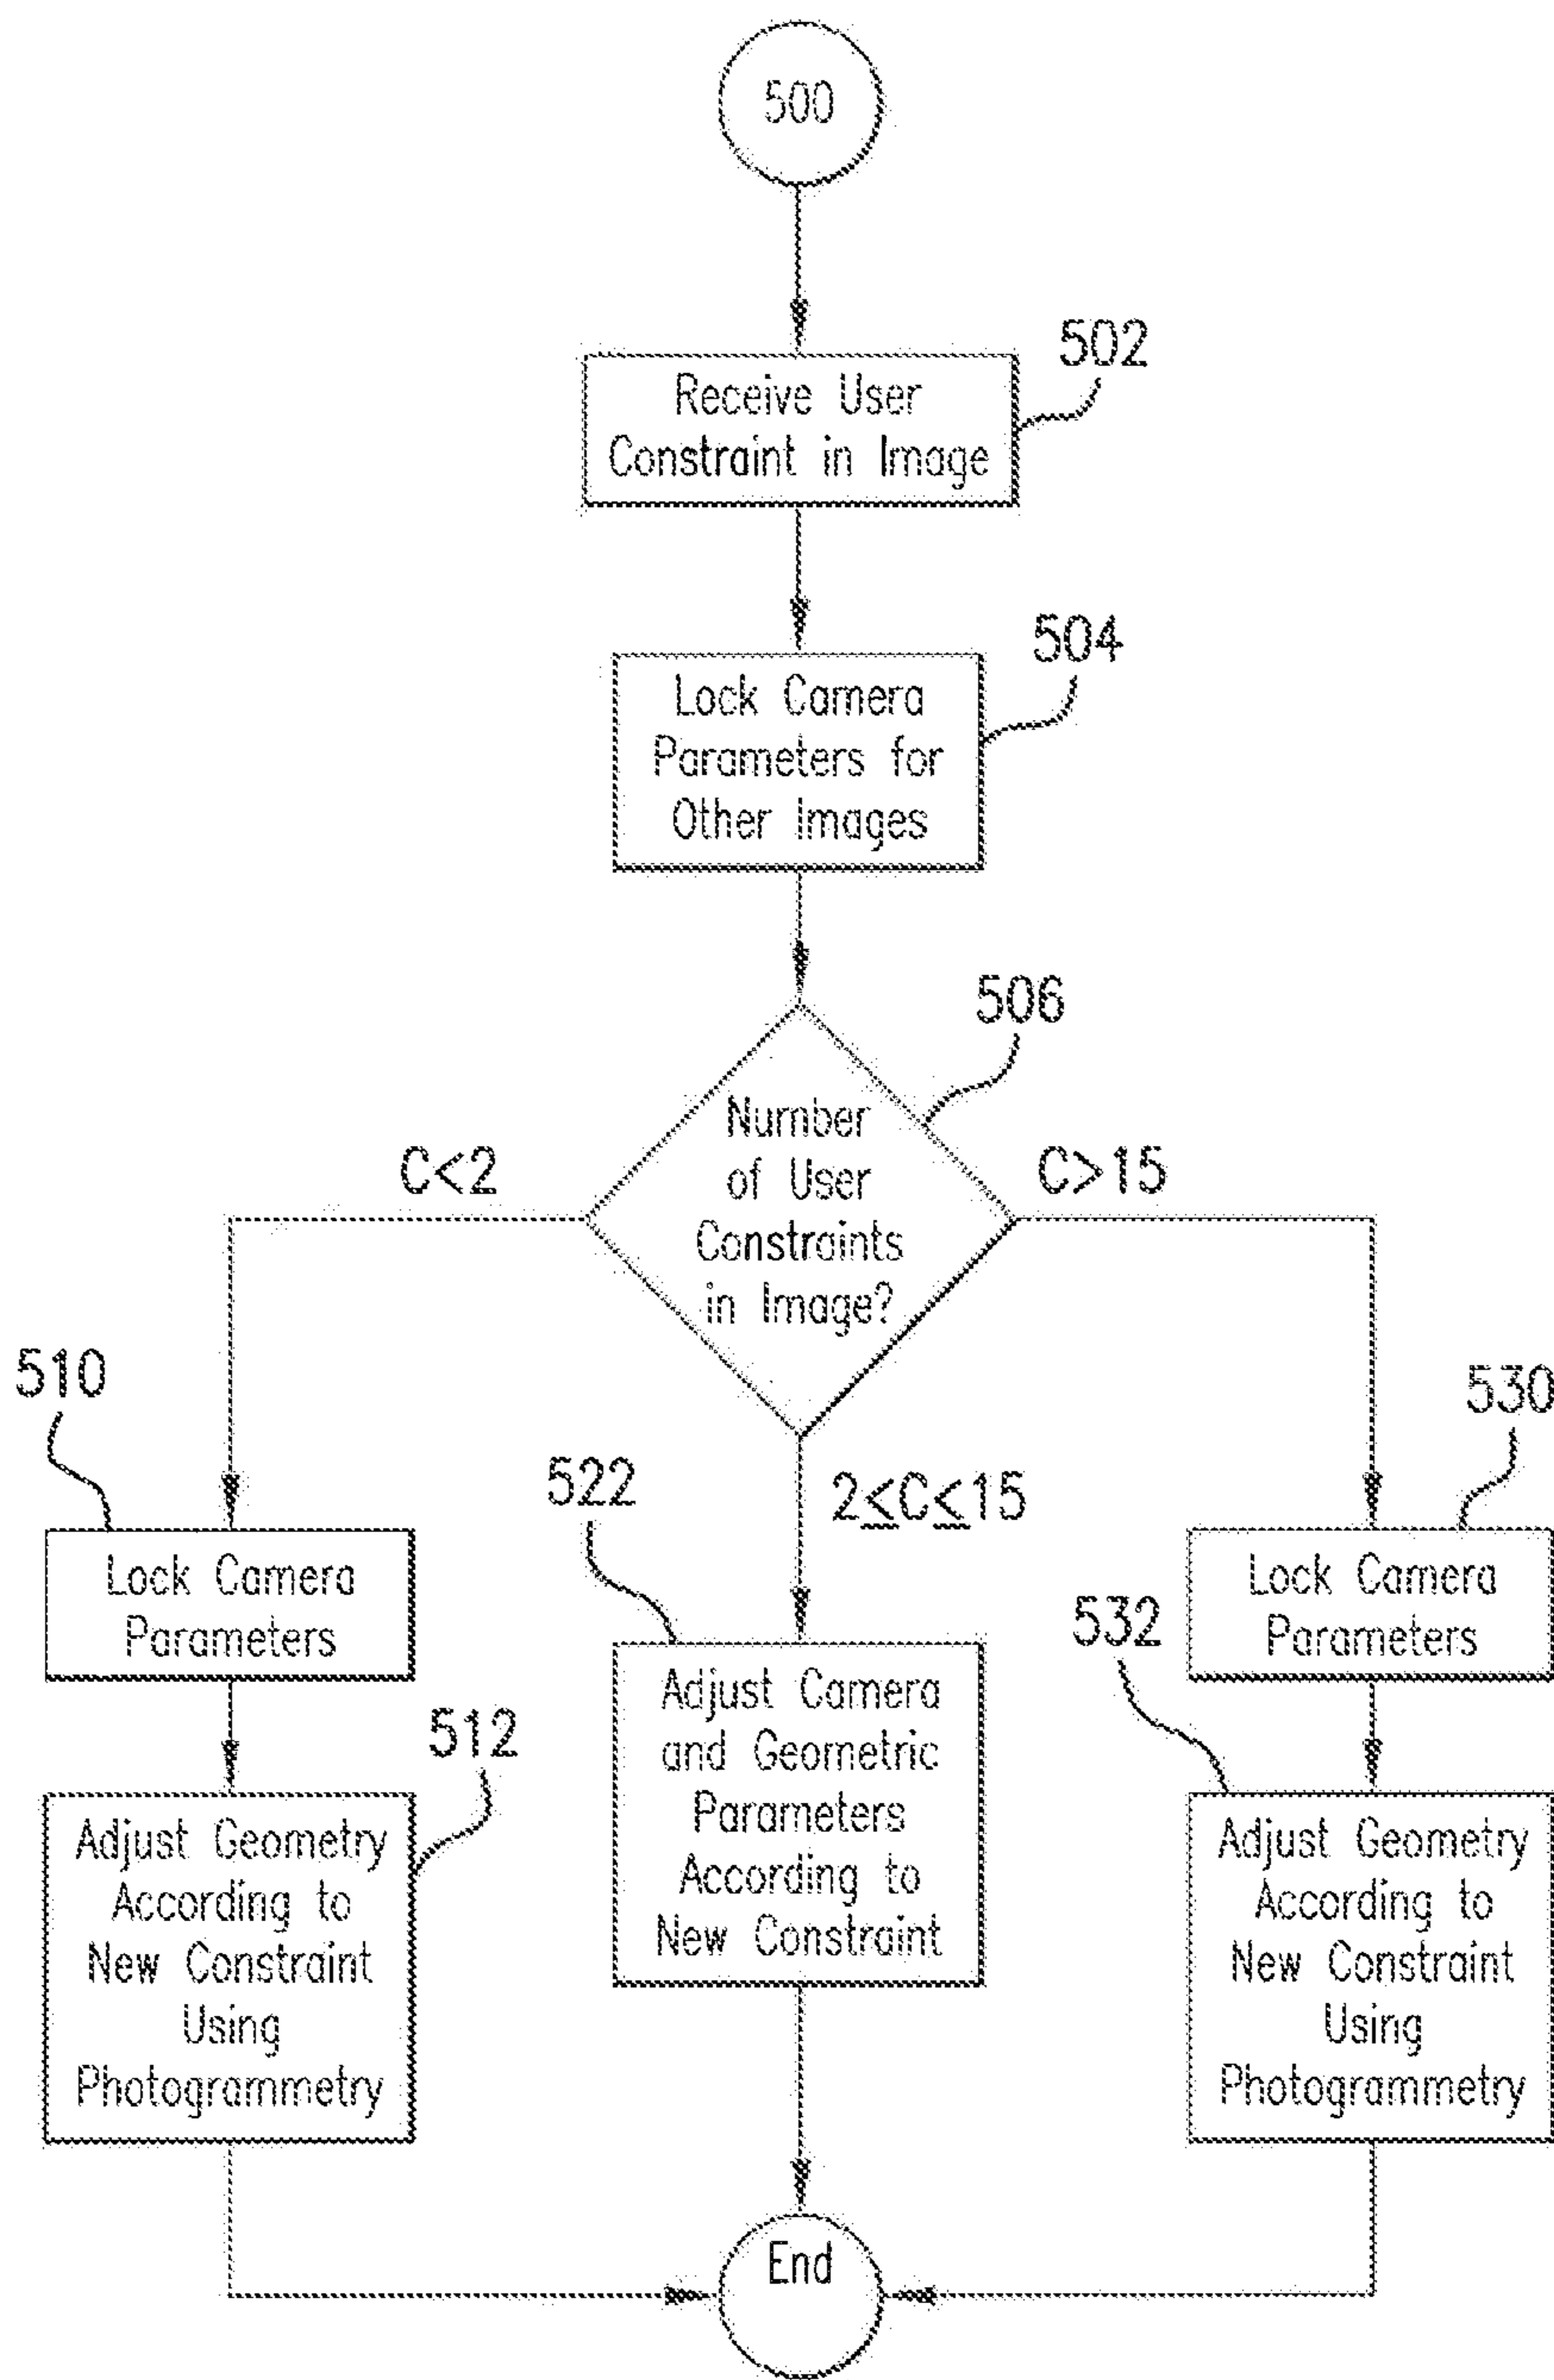 500
502
Receive User
Constraint in Image
504
Lock Camera
Parameters for
Other Images
506
Number
of User
Constraints
in Image?
C<2
C>15
2≤C≤15
510
Lock Camera
Parameters
512
Adjust Geometry
According to
New Constraint
Using
Photogrammetry
522
Adjust Camera
and Geometric
Parameters
According to
New Constraint
530
Lock Camera
Parameters
532
Adjust Geometry
According to
New Constraint
Using
Photogrammetry
End